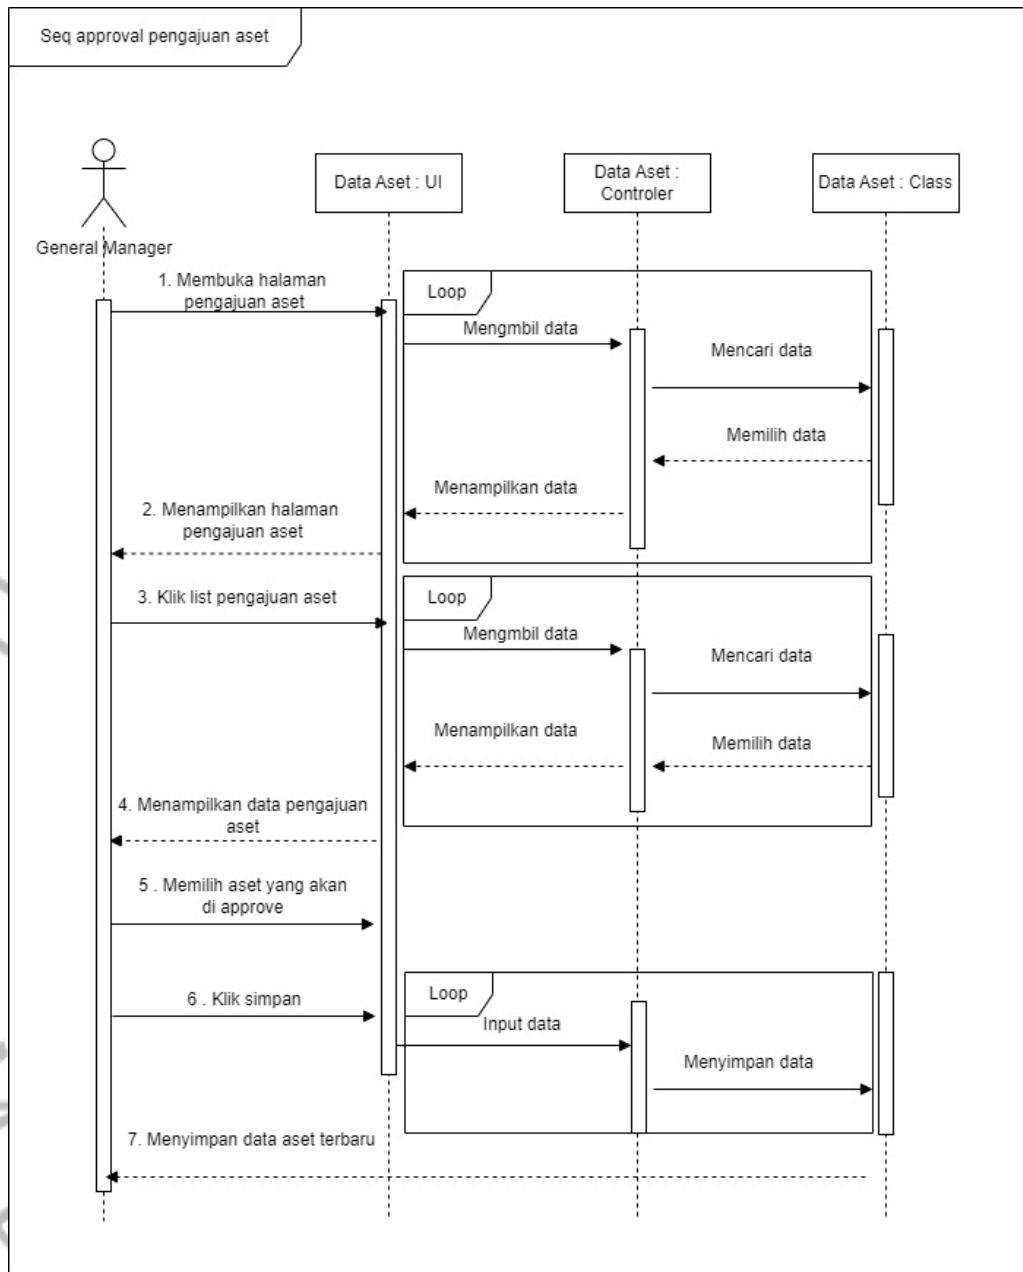 Seq approval pengajuan aset
Data Aset : UI
Data Aset :
Controler
Data Aset : Class
General Manager
1. Membuka halaman
pengajuan aset
Loop
Mengmbil data
Mencari data
Memilih data
Menampilkan data
2. Menampilkan halaman
pengajuan aset
3. Klik list pengajuan aset
Loop
Mengmbil data
Mencari data
Menampilkan data
Memilih data
4. Menampilkan data pengajuan
aset
5 . Memilih aset yang akan
di approve
6 . Klik simpan
Loop
Input data
Menyimpan data
7. Menyimpan data aset terbaru